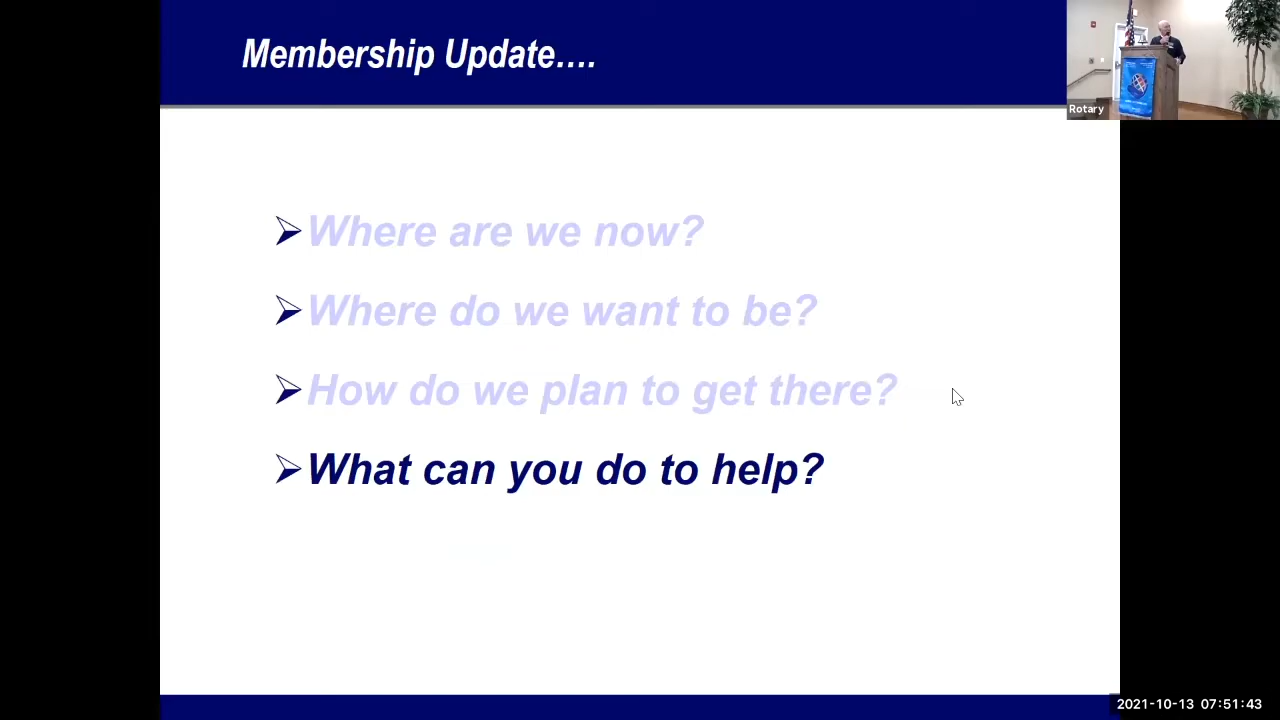 Membership Update....
Rotary
Where are we now?
Where do we want to be?
How do we plan to get there?
What can you do to help?
2021-10-13 07:51:43